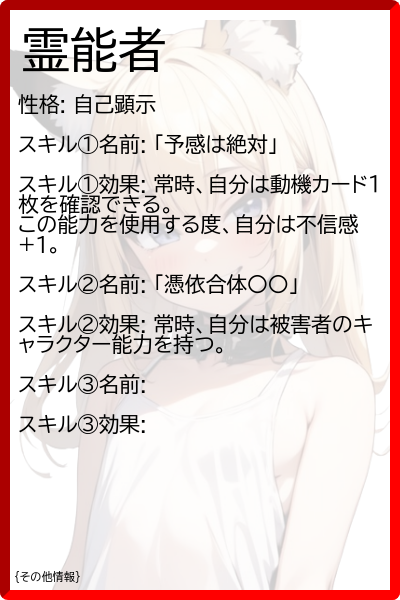 霊能者
性格: 自己顕示
スキル①名前: 「予感は絶対」
スキル①効果: 常時、自分は動機カード1
枚を確認できる。
この能力を使用する度、自分は不信感
+1。
スキル②名前: 「憑依合体〇〇」
スキル②効果: 常時、自分は被害者のキ
ャラクター能力を持つ。
スキル③名前:
スキル③効果:
{その他情報}